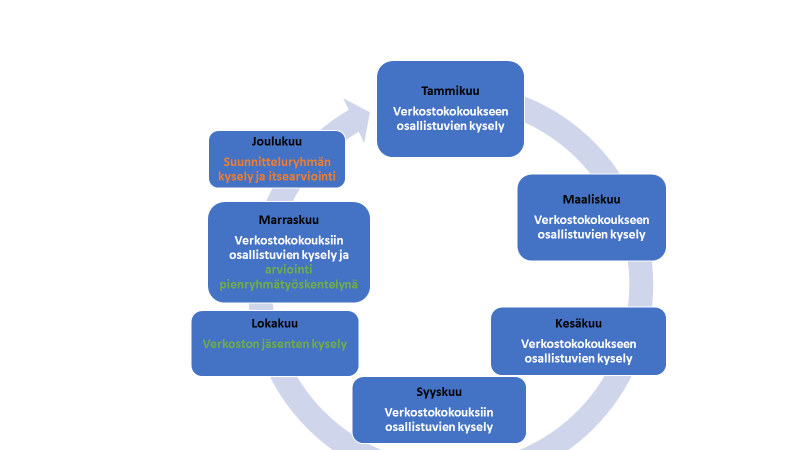 Tammikuu
Verkostokokoukseen
osallistuvien kysely
Maaliskuu
Verkostokokoukseen
osallistuvien kysely
Kesäkuu
Verkostokokoukseen
osallistuvien kysely
Syyskuu
Verkostokokouksiin
osallistuvien kysely
Lokakuu
Verkoston jäsenten kysely
Marraskuu
Verkostokokouksiin
osallistuvien kysely ja
arviointi
pienryhmätyöskentelynä
Joulukuu
Suunnitteluryhmän
kysely ja itsearviointi